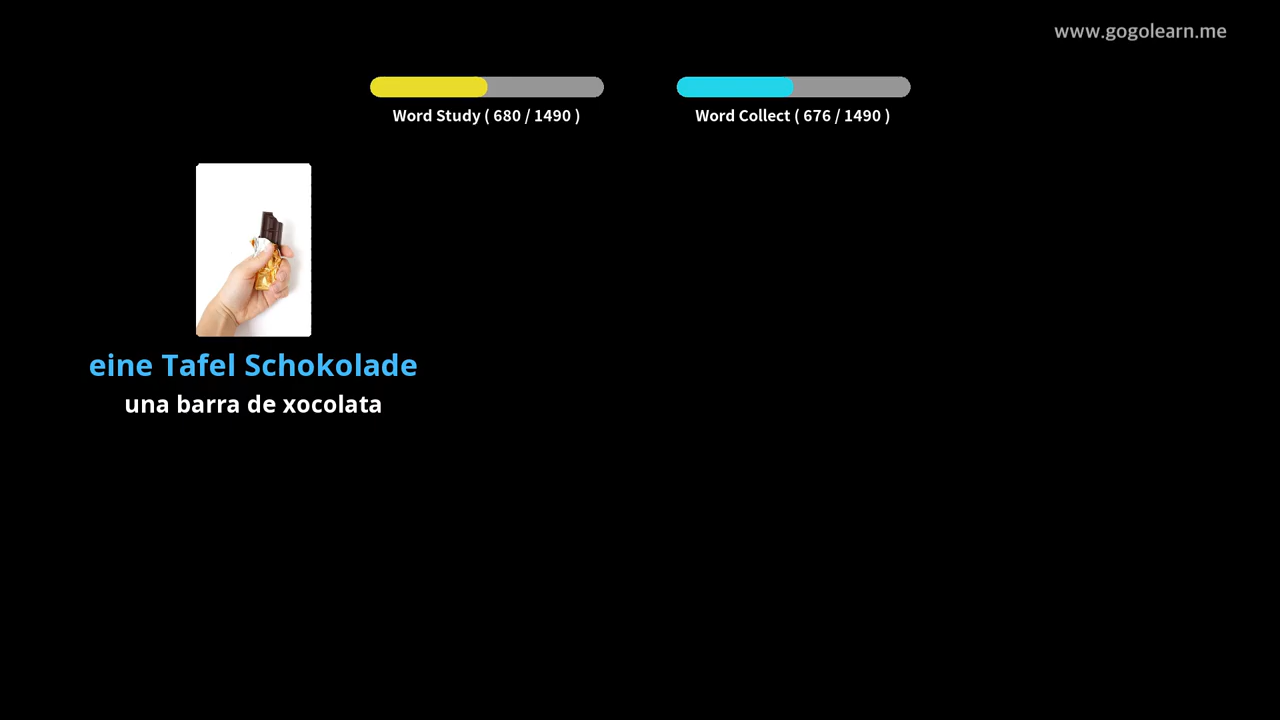 www.gogolearn.me
Word Study ( 680 / 1490 )
Word Collect ( 676 / 1490 )
eine Tafel Schokolade
una barra de xocolata